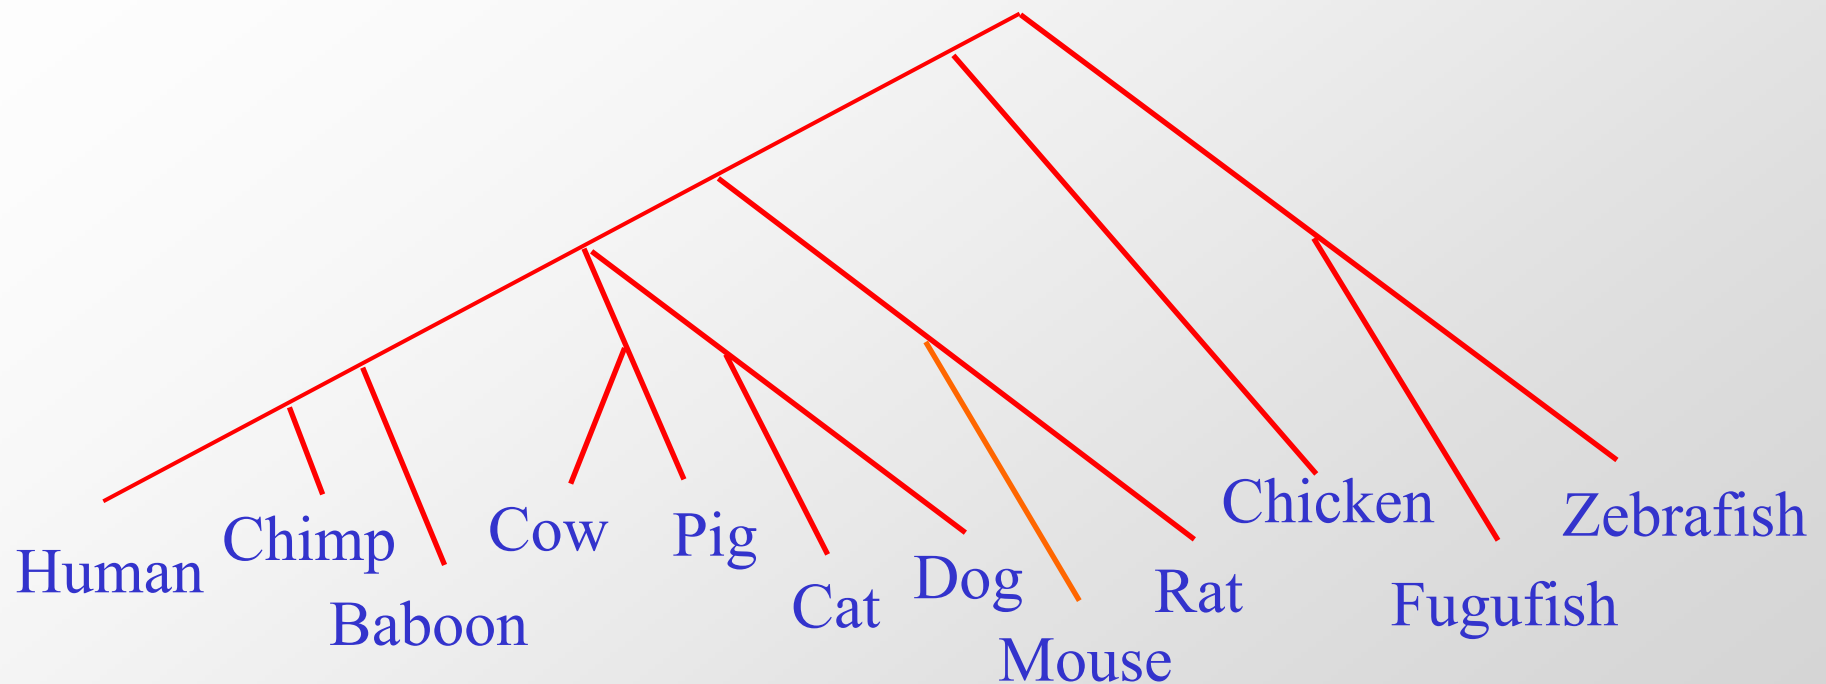 Human
Chimp
Baboon
Cow
Pig
Cat
Dog
Mouse
Rat
Chicken
Fugufish
Zebrafish